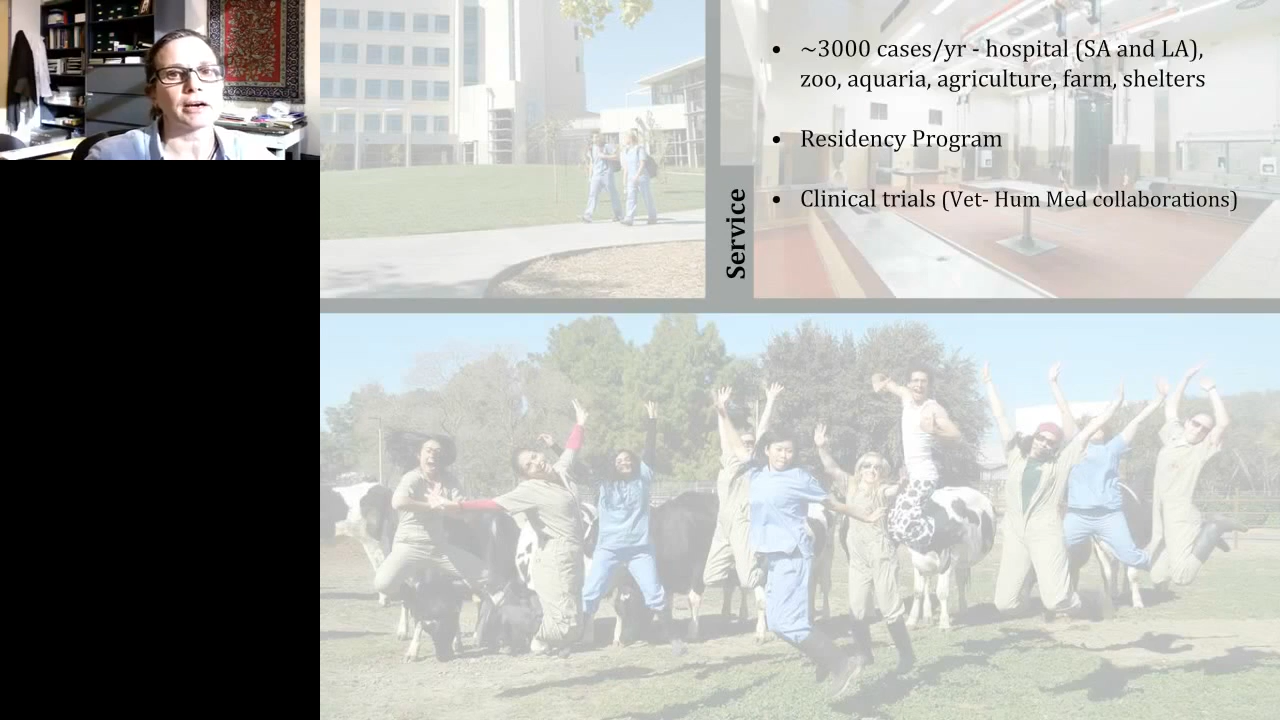 • ~3000 cases/yr - hospital (SA and LA),
zoo, aquaria, agriculture, farm, shelters
• Residency Program
• Clinical trials (Vet- Hum Med collaborations)
Service